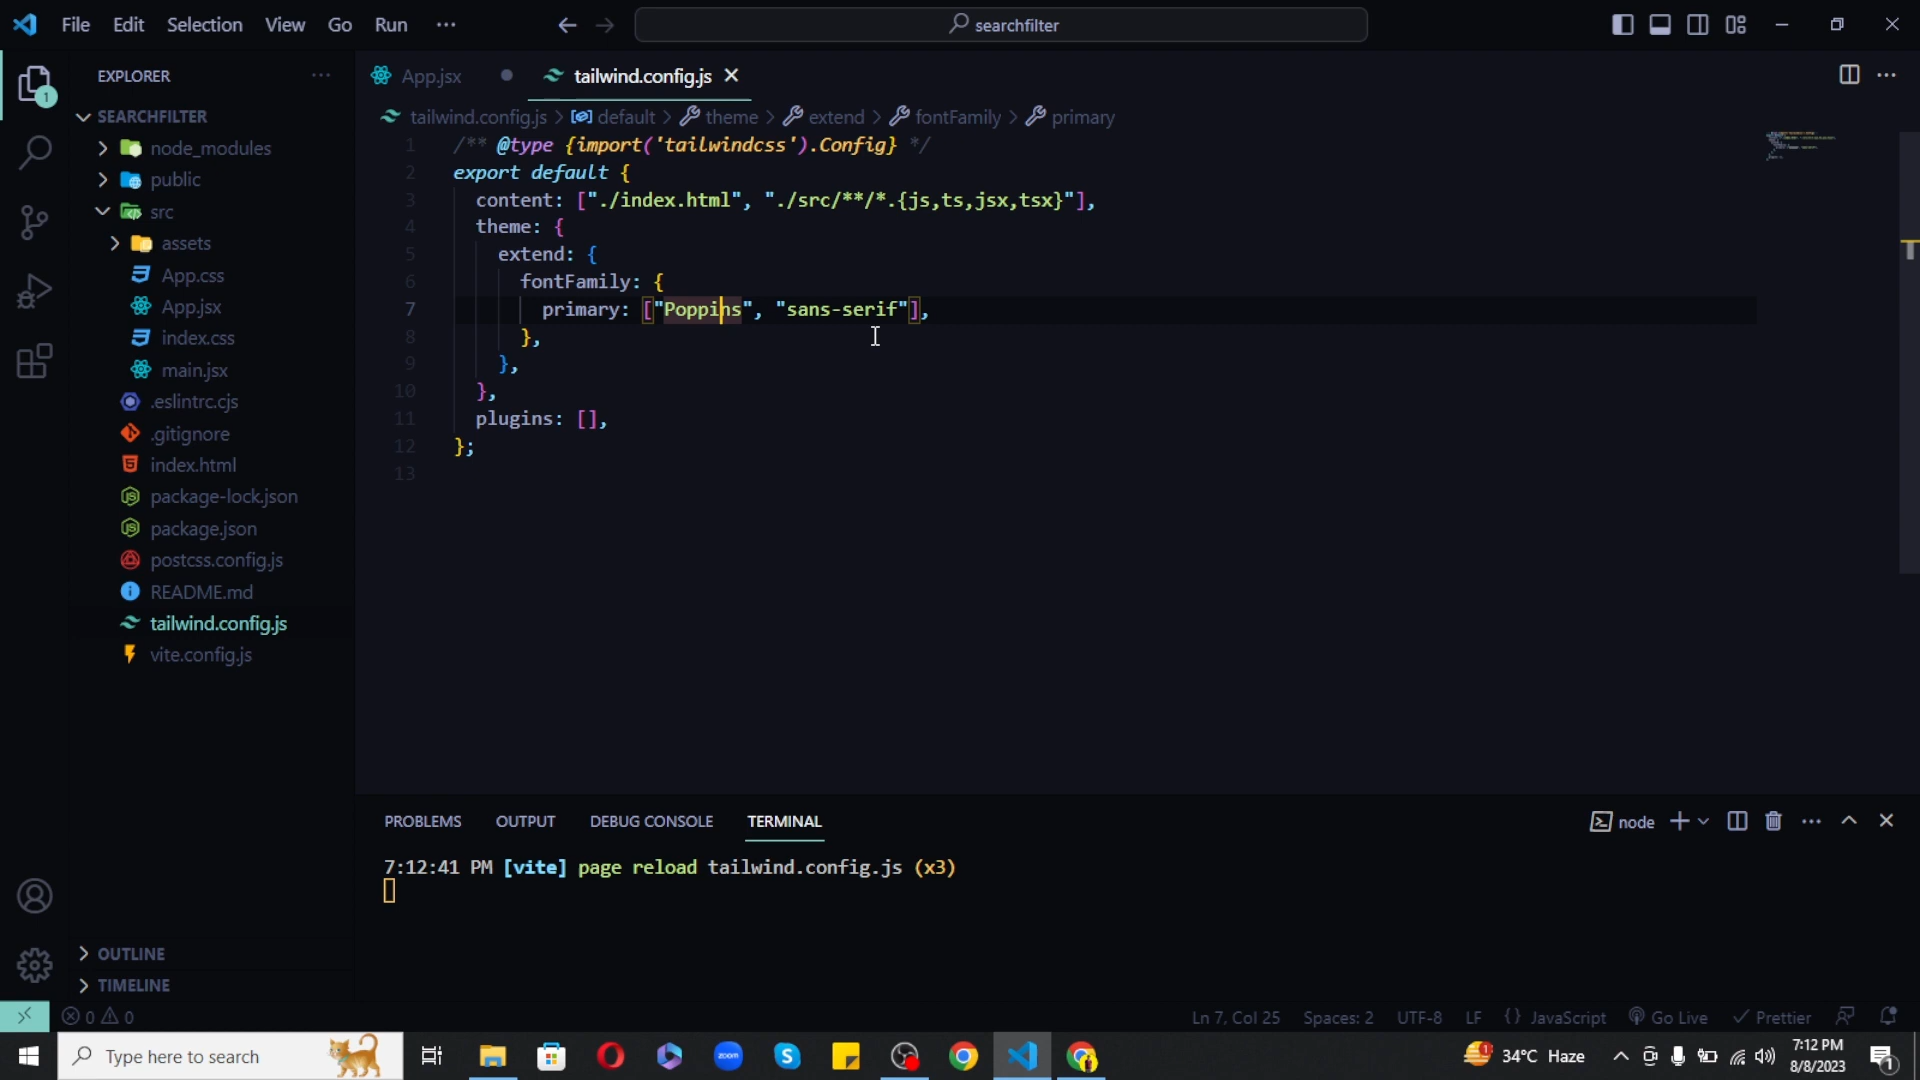 File Edit Selection View Go Run ···
searchfilter
EXPLORER ···
SEARCHFILTER
node_modules
public
src
assets
App.css
App.jsx
index.css
main.jsx
.eslintrc.cjs
.gitignore
index.html
package-lock.json
package.json
postcss.config.js
README.md
tailwind.config.js
vite.config.js
OUTLINE
TIMELINE
1
App.jsx
tailwind.config.js
tailwind.config.js > default > theme > extend > fontFamily > primary
1 /** @type {import('tailwindcss').Config} */
2 export default {
3 content: ["./index.html", "./src/**/*.{js,ts,jsx,tsx}"],
4 theme: {
5 extend: {
6 fontFamily: {
7 primary: ["Poppins", "sans-serif"],
8 },
9 },
10 },
11 plugins: [],
12 };
13
PROBLEMS OUTPUT DEBUG CONSOLE TERMINAL
node
7:12:41 PM [vite] page reload tailwind.config.js (x3)
0 0
Ln 7, Col 25 Spaces: 2 UTF-8 LF {} JavaScript Go Live Prettier
Type here to search
zoom
S
1
34°C Haze
7:12 PM
8/8/2023
1